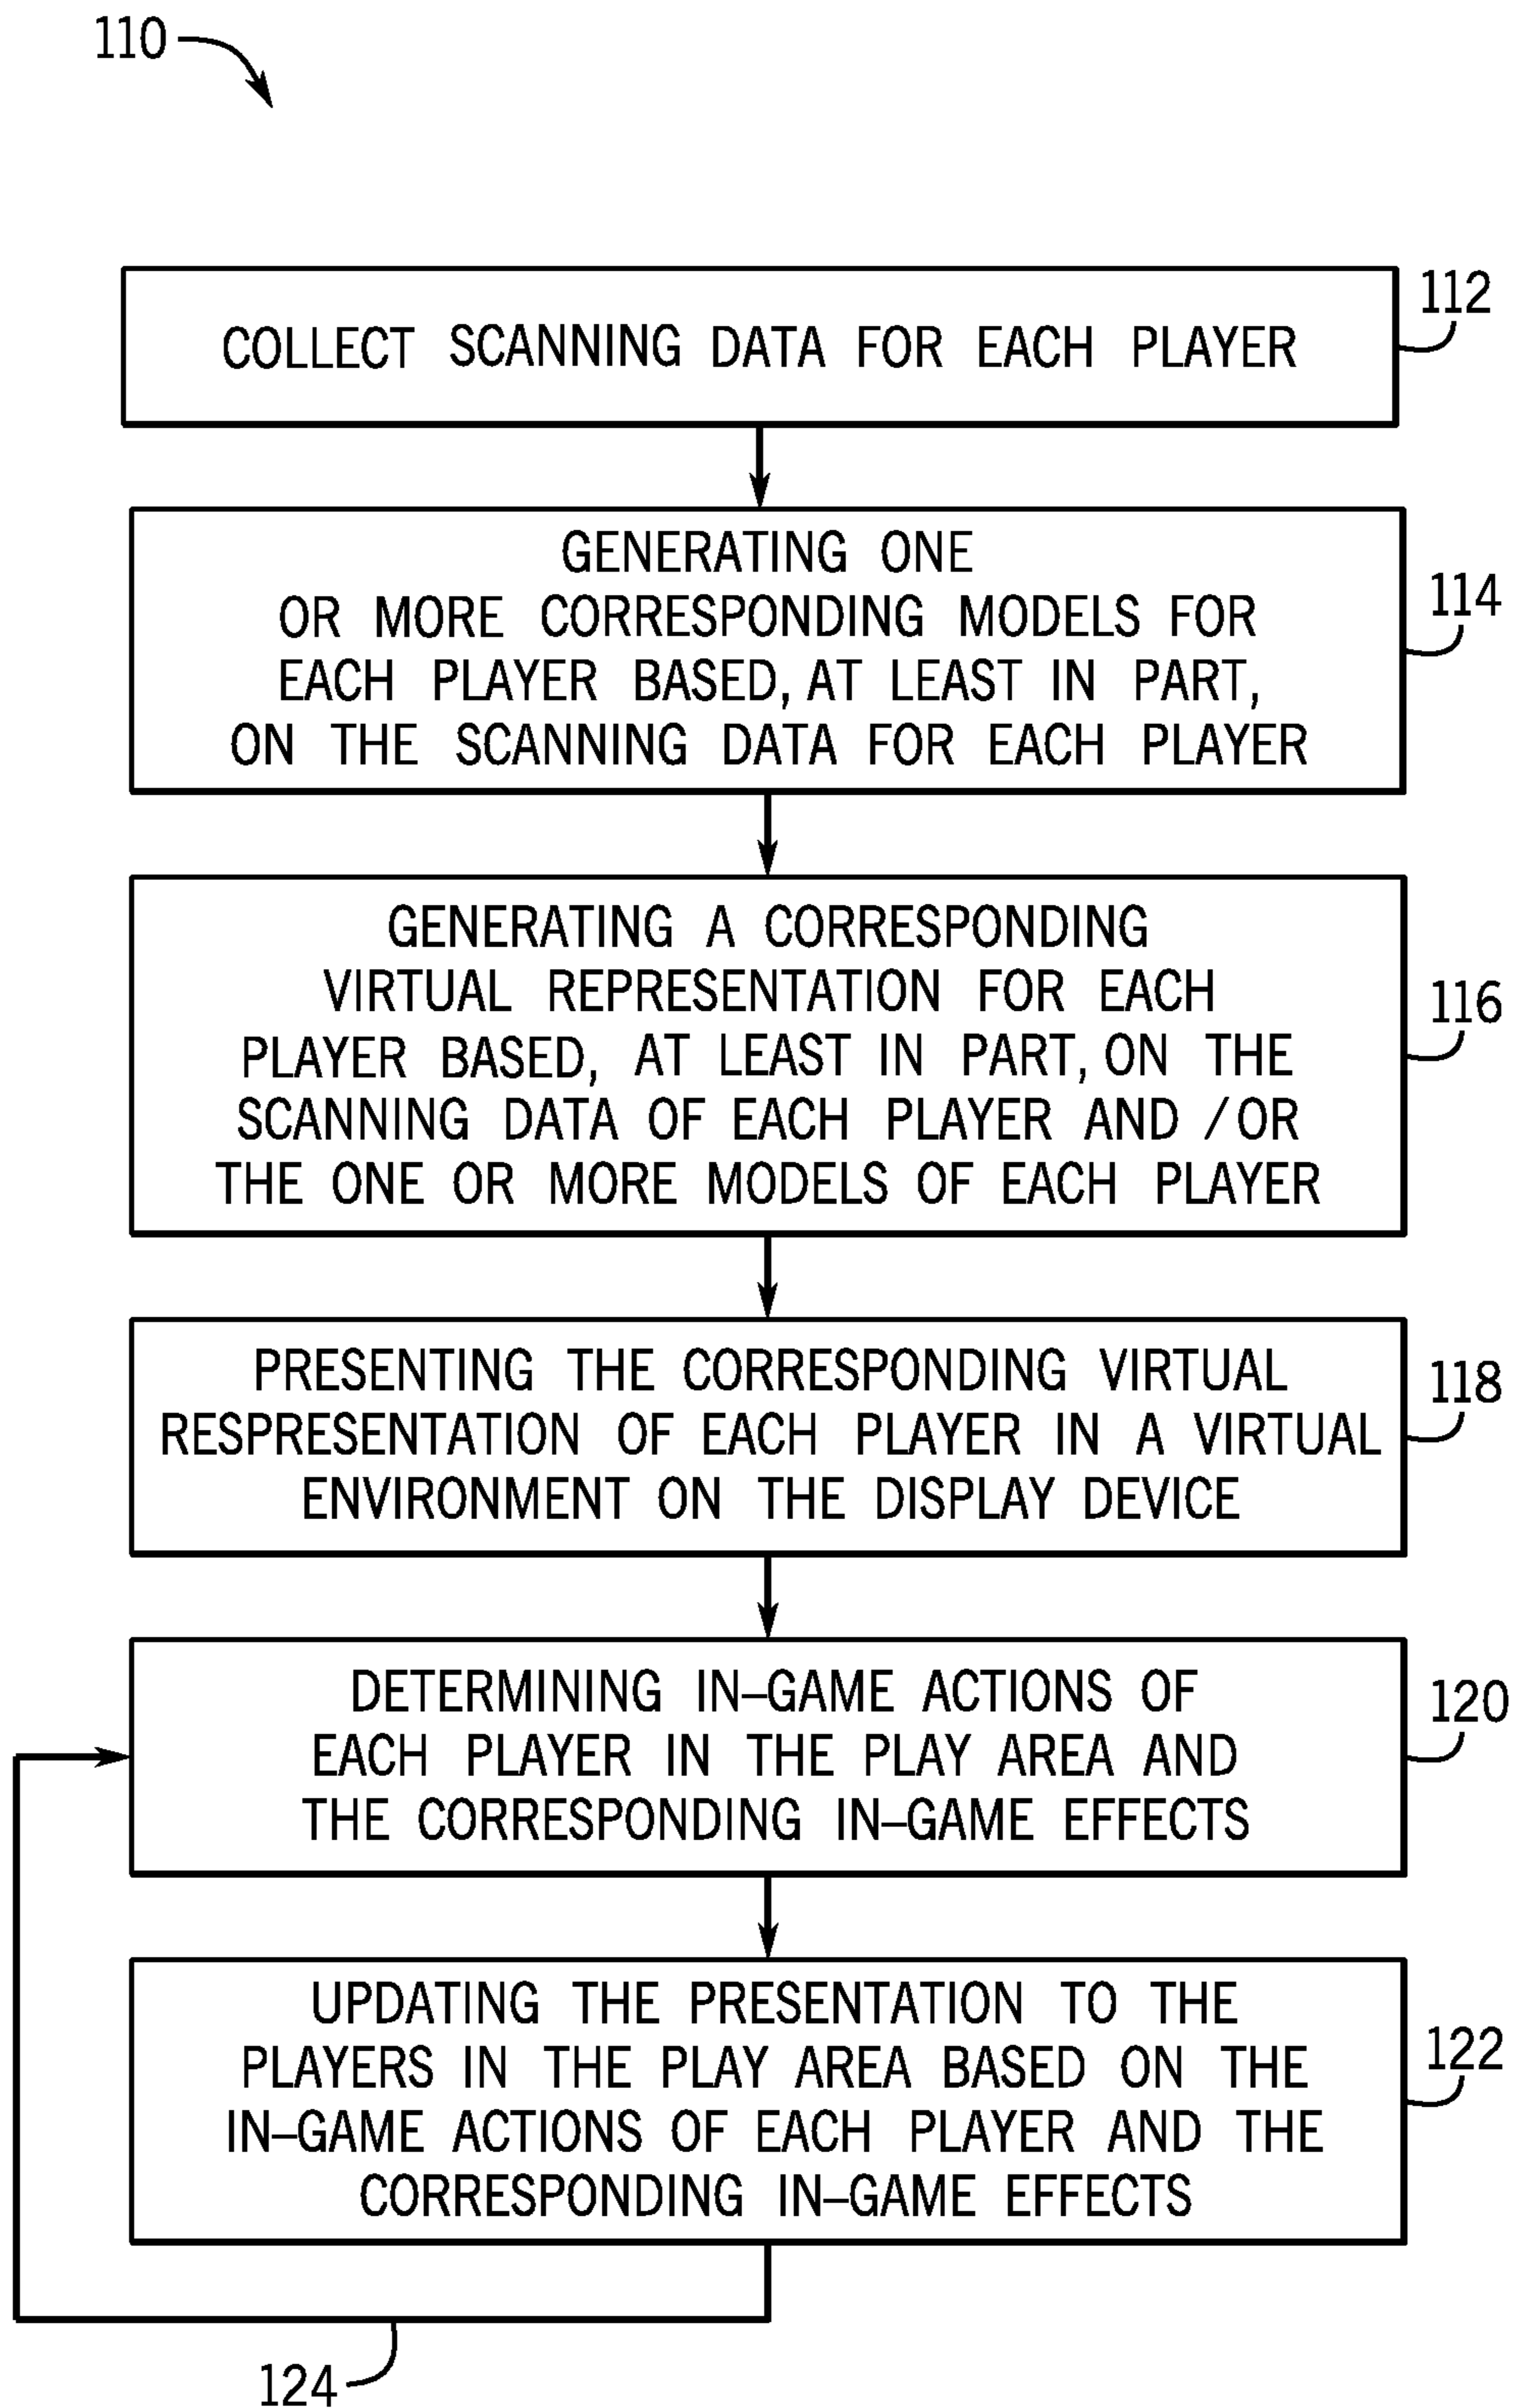 110
COLLECT SCANNING DATA FOR EACH PLAYER
112
GENERATING ONE
OR MORE CORRESPONDING MODELS FOR
EACH PLAYER BASED, AT LEAST IN PART,
ON THE SCANNING DATA FOR EACH PLAYER
114
GENERATING A CORRESPONDING
VIRTUAL REPRESENTATION FOR EACH
PLAYER BASED, AT LEAST IN PART, ON THE
SCANNING DATA OF EACH PLAYER AND /OR
THE ONE OR MORE MODELS OF EACH PLAYER
116
PRESENTING THE CORRESPONDING VIRTUAL
RESPRESENTATION OF EACH PLAYER IN A VIRTUAL
ENVIRONMENT ON THE DISPLAY DEVICE
118
DETERMINING IN–GAME ACTIONS OF
EACH PLAYER IN THE PLAY AREA AND
THE CORRESPONDING IN–GAME EFFECTS
120
UPDATING THE PRESENTATION TO THE
PLAYERS IN THE PLAY AREA BASED ON THE
IN–GAME ACTIONS OF EACH PLAYER AND THE
CORRESPONDING IN–GAME EFFECTS
122
124